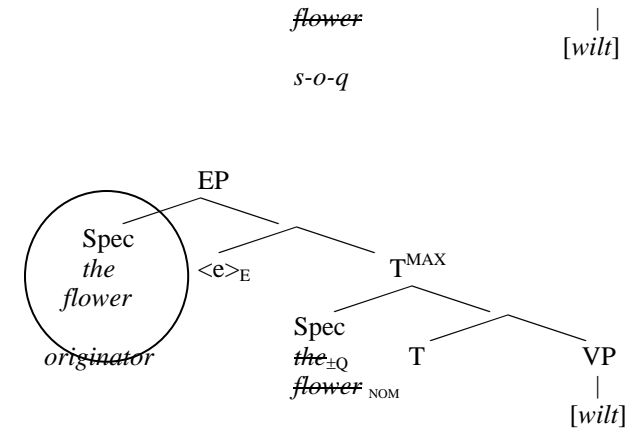 flower
[wilt]
s-o-q
EP
Spec
the
flower
<e>E
TMAX
Spec
originator
the±Q
T
VP
flower NOM
[wilt]